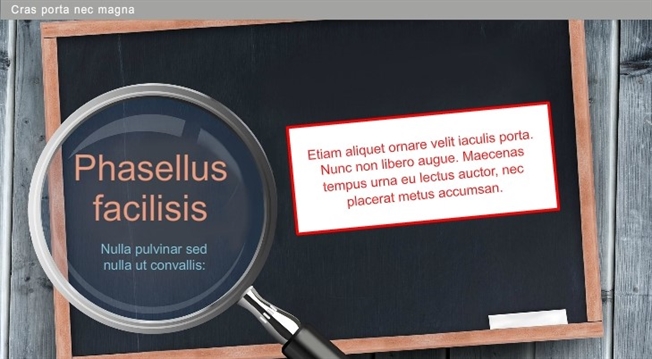 Cras porta nec magna
Phasellus
facilisis
Nulla pulvinar sed
nulla ut convallis:
Etiam aliquet ornare velit iaculis porta.
Nunc non libero augue. Maecenas
tempus urna eu lectus auctor, nec
placerat metus accumsan.